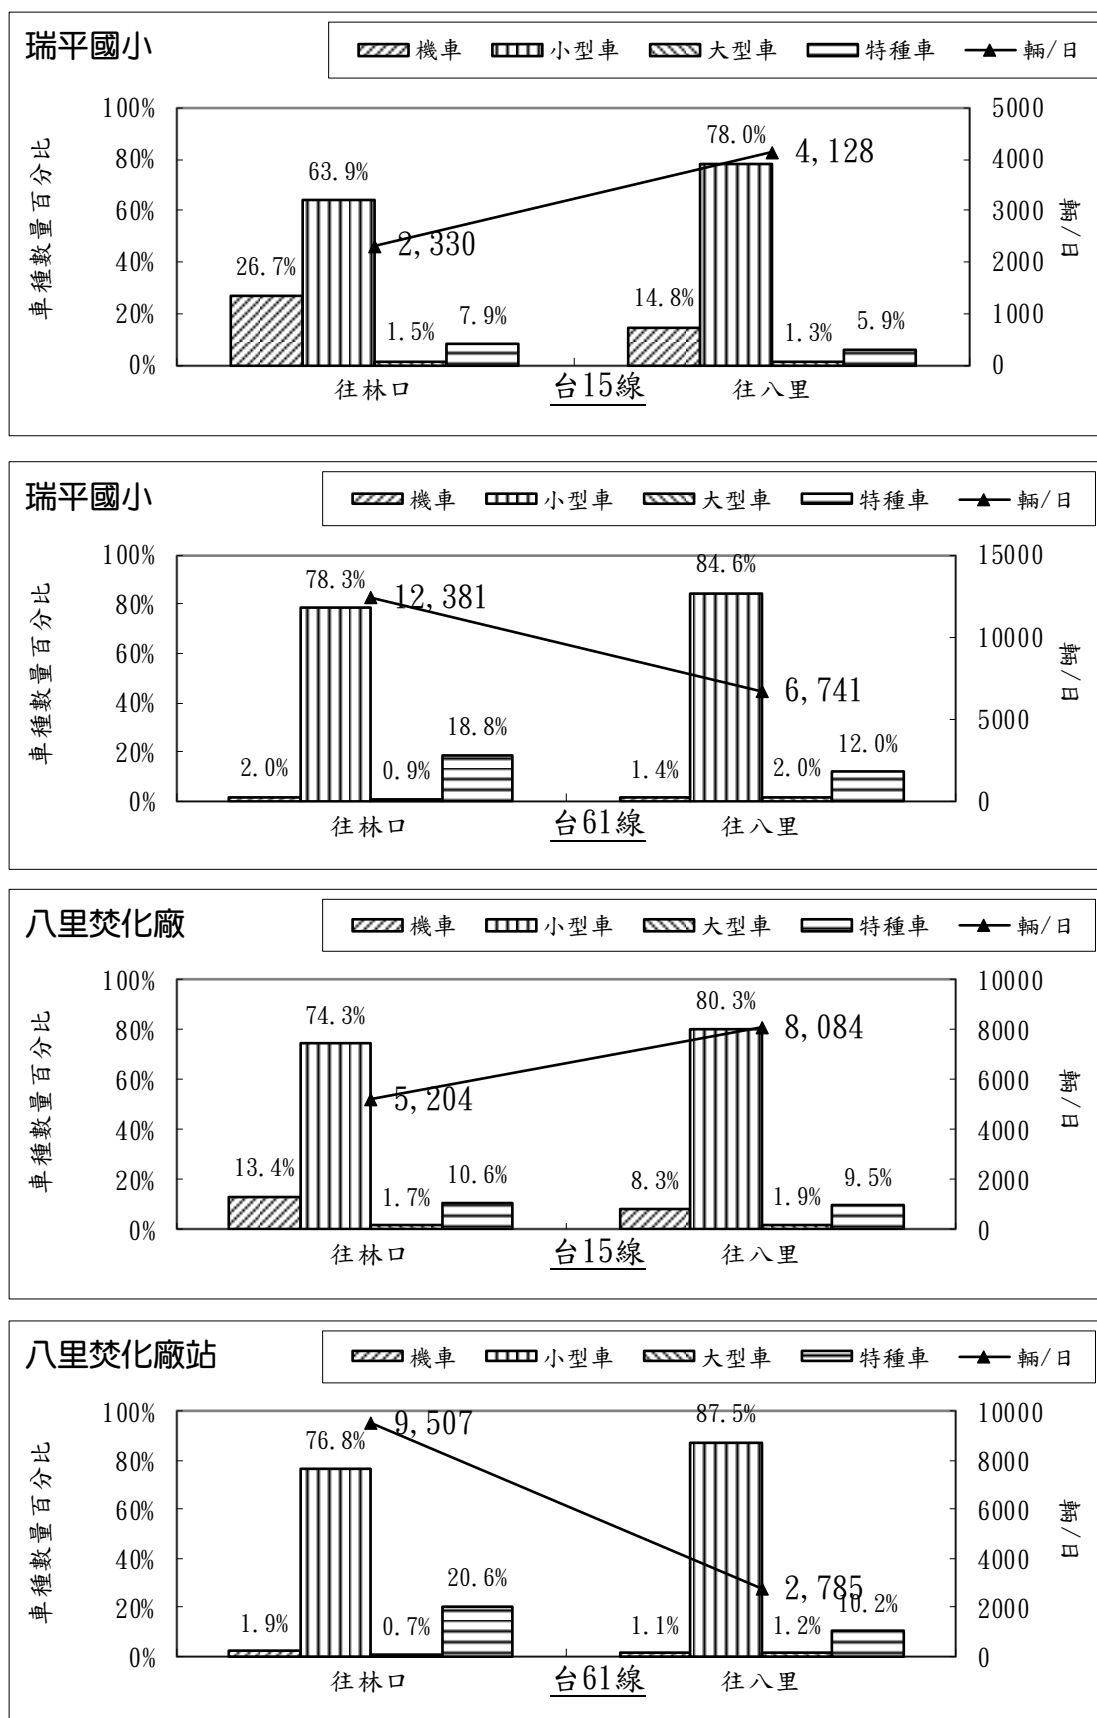 瑞平國小
機車 小型車 大型車 特種車 輛/日
車種數量百分比
100%
80%
60%
40%
20%
0%
26.7% 63.9% 1.5% 7.9% 2,330
14.8% 78.0% 1.3% 5.9% 4,128
5000
4000
3000
2000
1000
0
輛/日
往林口 台15線 往八里
瑞平國小
機車 小型車 大型車 特種車 輛/日
車種數量百分比
100%
80%
60%
40%
20%
0%
2.0% 78.3% 0.9% 18.8% 12,381
1.4% 84.6% 2.0% 12.0% 6,741
15000
10000
5000
0
輛/日
往林口 台61線 往八里
八里焚化廠
機車 小型車 大型車 特種車 輛/日
車種數量百分比
100%
80%
60%
40%
20%
0%
13.4% 74.3% 1.7% 10.6% 5,204
8.3% 80.3% 1.9% 9.5% 8,084
10000
8000
6000
4000
2000
0
輛/日
往林口 台15線 往八里
八里焚化廠站
機車 小型車 大型車 特種車 輛/日
車種數量百分比
100%
80%
60%
40%
20%
0%
1.9% 76.8% 0.7% 20.6% 9,507
1.1% 87.5% 1.2% 10.2% 2,785
10000
8000
6000
4000
2000
0
輛/日
往林口 台61線 往八里